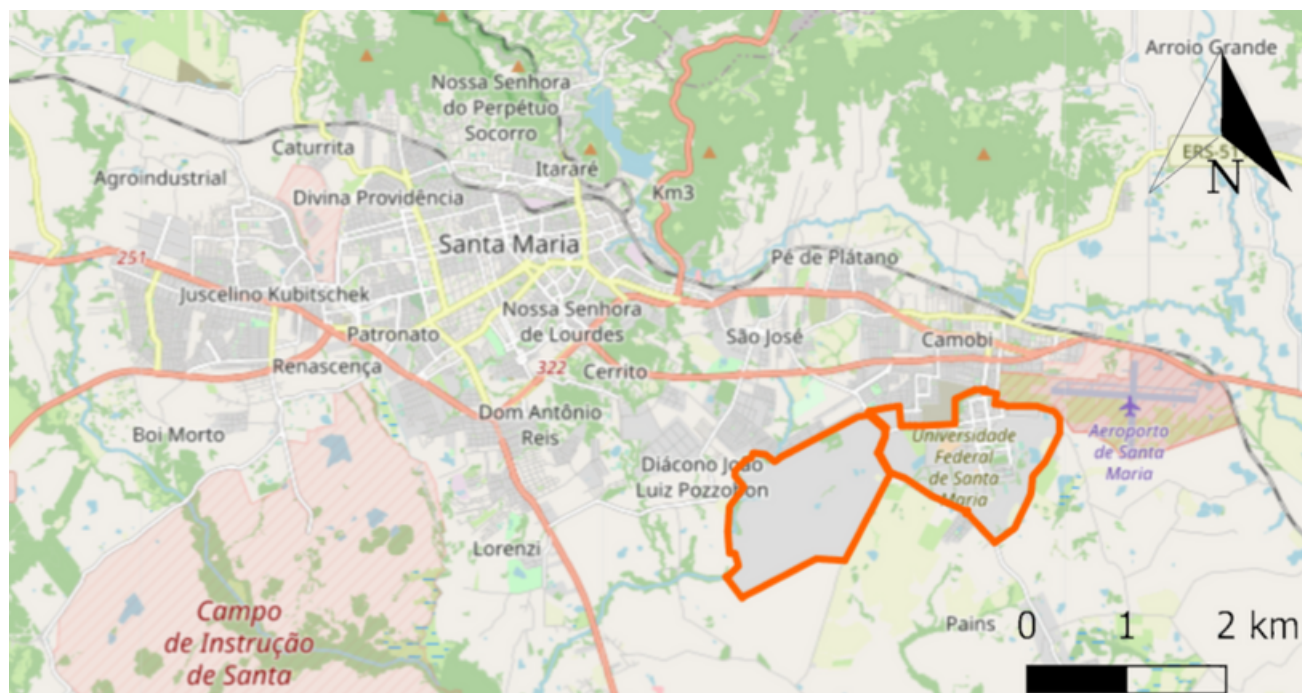 Arroio Grande
Nossa Senhora
do Perpétuo
Socorro
Caturrita
ERS-51
Itararé
Agroindustrial
N
Divina Providência
Km3
Santa Maria
251
Pé de Plátano
Juscelino Kubitschek
Nossa Senhora
de Lourdes
Patronato
São José
Camobi
Renascença
322
Cerrito
Dom Antônio
Reis
Boi Morto
Universidade
Federal
de Santa
Maria
Aeroporto
de Santa
Maria
Diácono João
Luiz Pozzobon
Lorenzi
Campo
de Instrução
de Santa
Pains
0 1 2 km